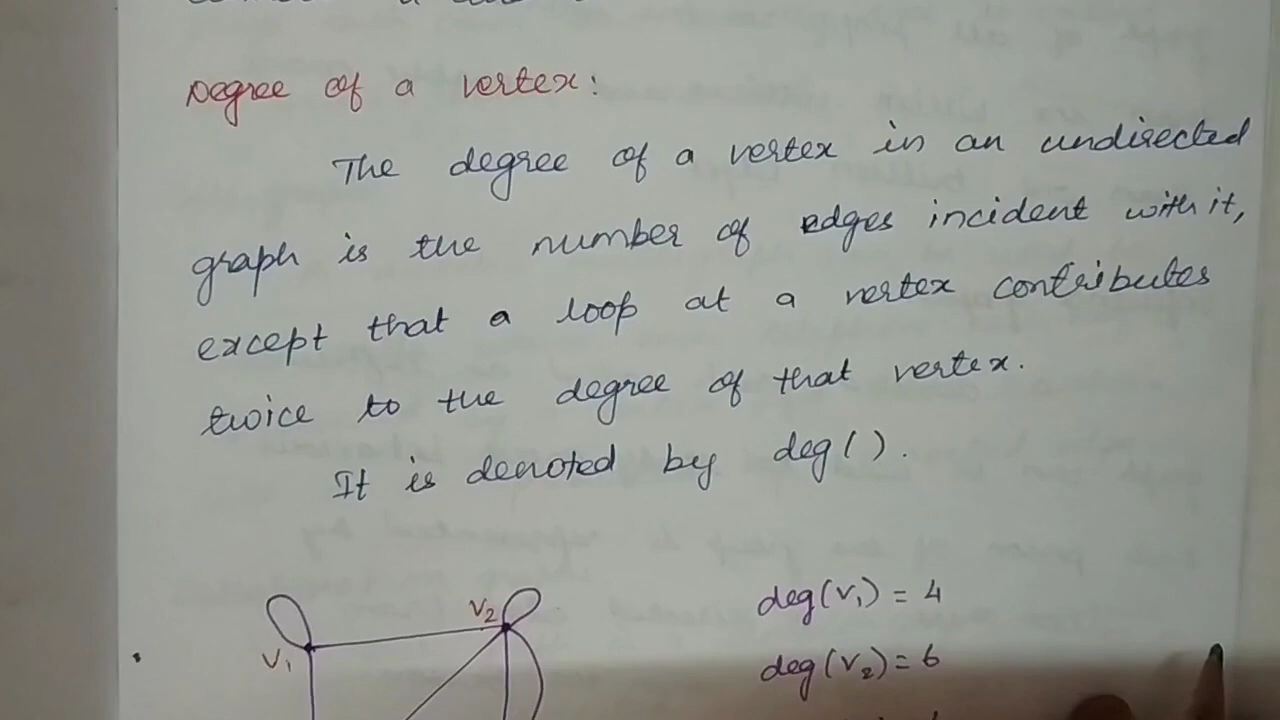 Degree of a vertex:
The degree of a vertex in an undirected
graph is the number of edges incident with it,
except that a loop at a vertex contributes
twice to the degree of that vertex.
It is denoted by deg().
V₂
deg(V₁) = 4
V₁
deg(V₂) = 6